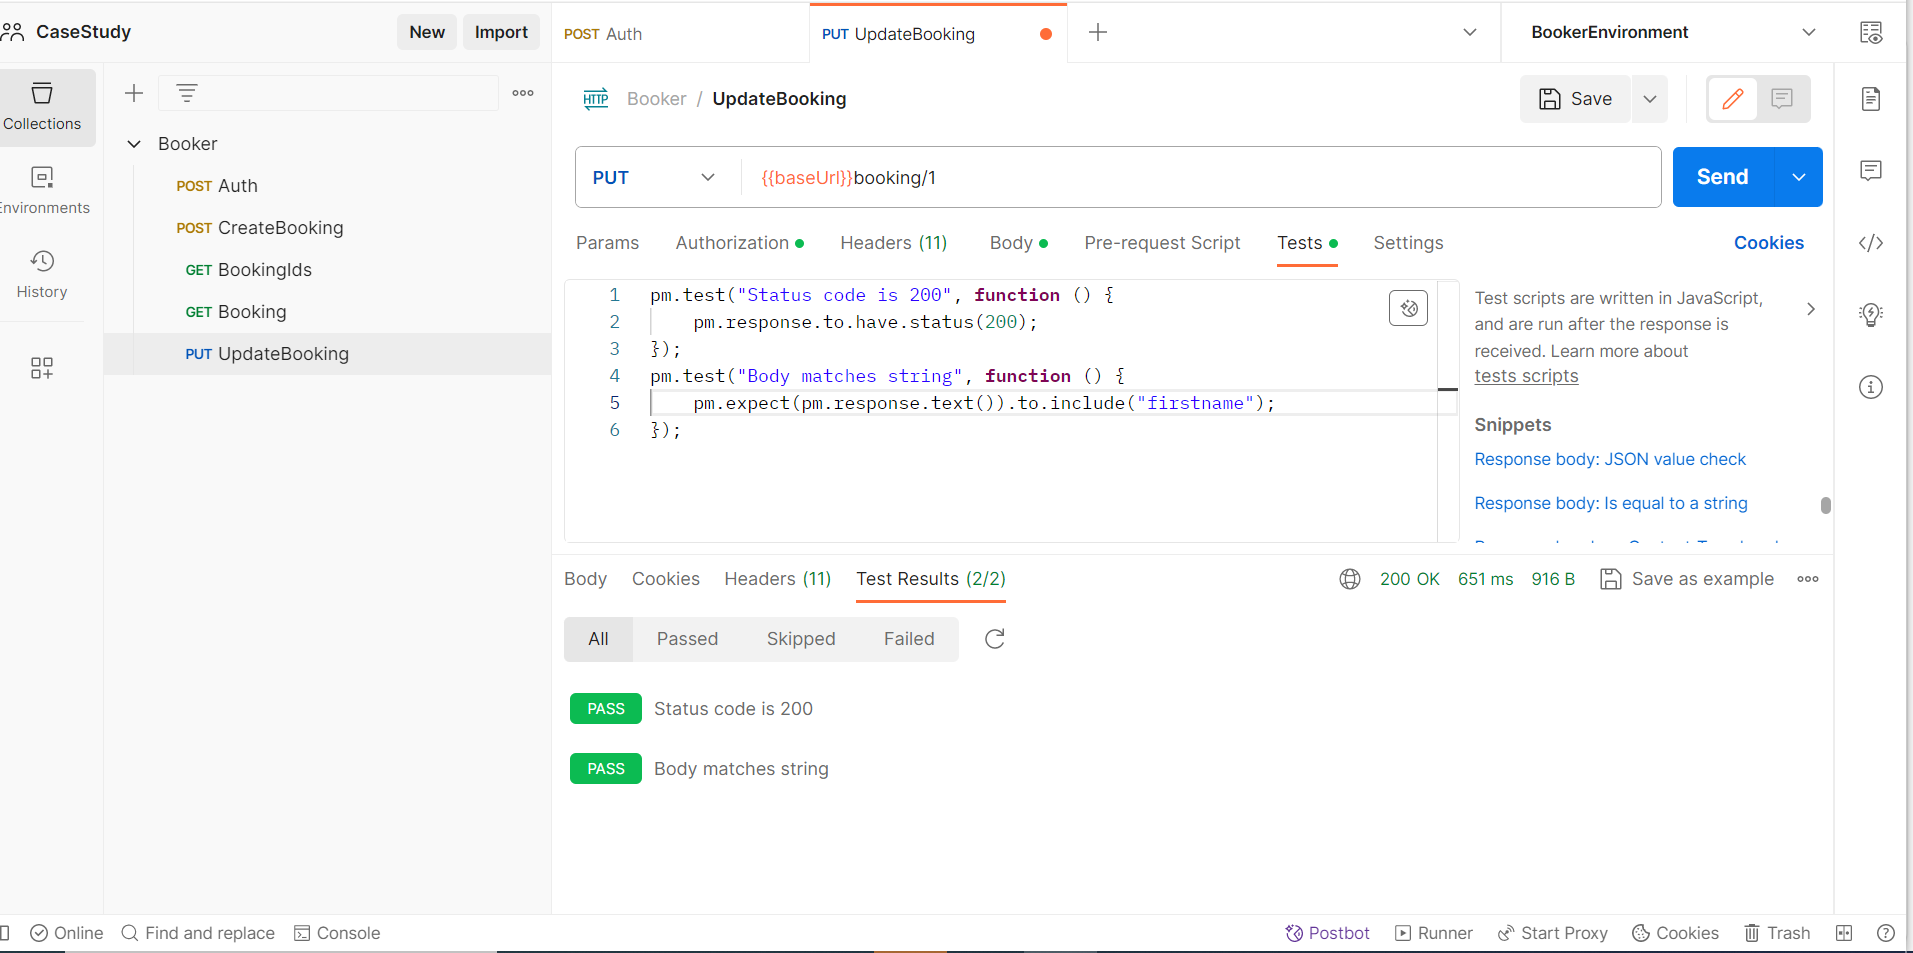 CaseStudy
New
Import
POST Auth
PUT UpdateBooking
BookerEnvironment
Collections
Environments
History
Booker
POST Auth
POST CreateBooking
GET BookingIds
GET Booking
PUT UpdateBooking
HTTP Booker / UpdateBooking
Save
PUT
{{baseUrl}}booking/1
Send
Params
Authorization
Headers (11)
Body
Pre-request Script
Tests
Settings
Cookies
1 pm.test("Status code is 200", function () {
2 pm.response.to.have.status(200);
3 });
4 pm.test("Body matches string", function () {
5 pm.expect(pm.response.text()).to.include("firstname");
6 });
Test scripts are written in JavaScript,
and are run after the response is
received. Learn more about
tests scripts
Snippets
Response body: JSON value check
Response body: Is equal to a string
Body
Cookies
Headers (11)
Test Results (2/2)
200 OK
651 ms
916 B
Save as example
All
Passed
Skipped
Failed
PASS Status code is 200
PASS Body matches string
Online
Find and replace
Console
Postbot
Runner
Start Proxy
Cookies
Trash